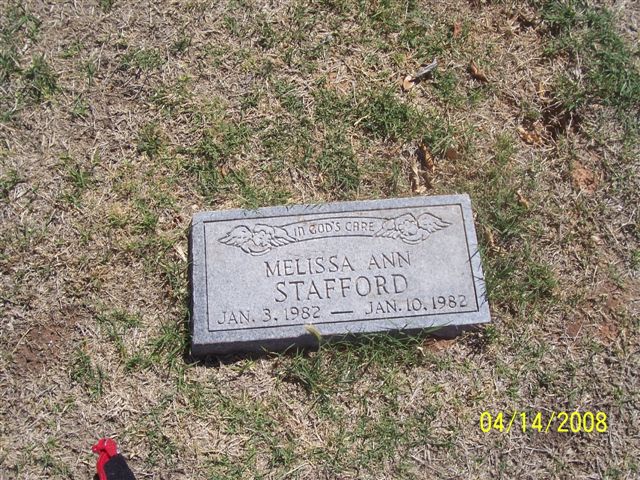 IN GOD'S CARE
MELISSA ANN
STAFFORD
JAN. 3. 1982 — JAN. 10. 1982
04/14/2008